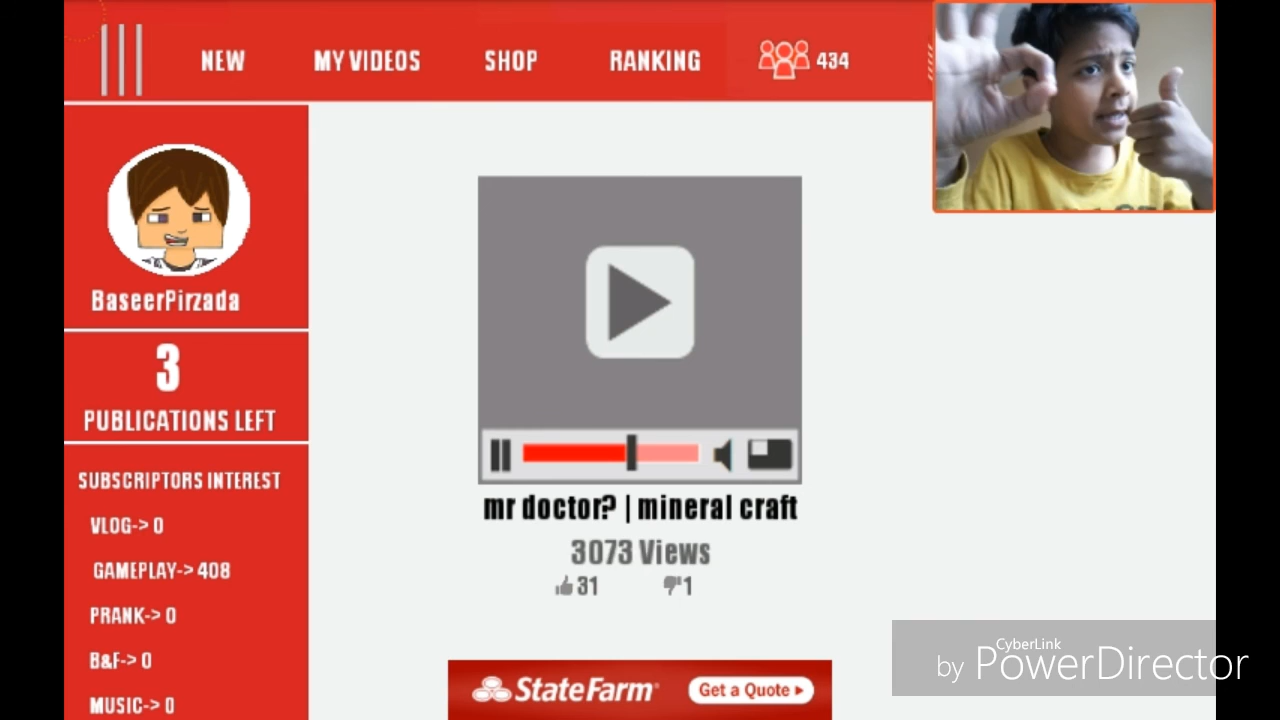 NEW MY VIDEOS SHOP RANKING 434
BaseerPirzada
3
PUBLICATIONS LEFT
SUBSCRIPTORS INTEREST
VLOG-> 0
GAMEPLAY-> 408
PRANK-> 0
B&F-> 0
MUSIC-> 0
mr doctor? | mineral craft
3073 Views
31 1
StateFarm® Get a Quote ▸
CyberLink
by PowerDirector